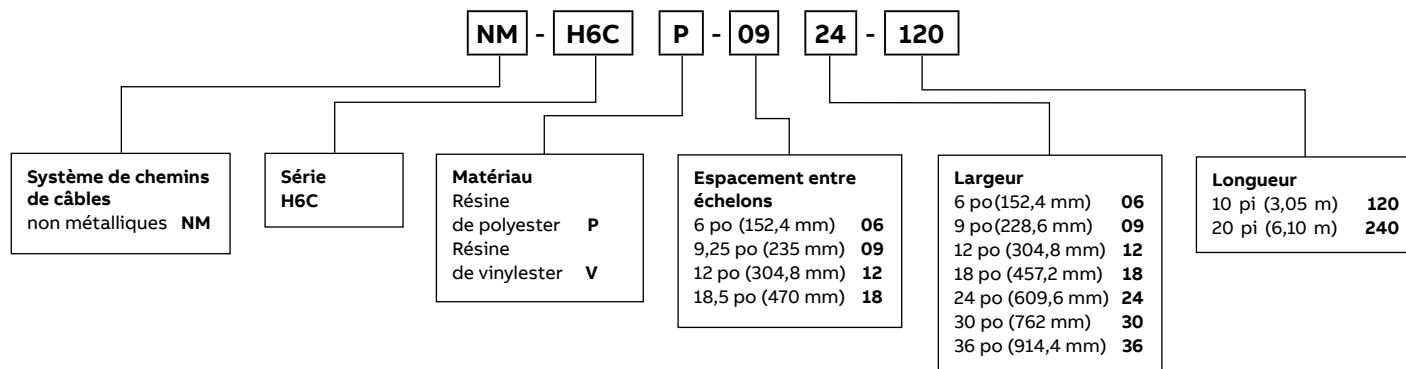 NM - H6C P - 09 24 - 120
Système de chemins
de câbles
non métalliques NM
Série
H6C
Matériau
Résine
de polyester P
Résine
de vinylester V
Espacement entre
échelons
6 po (152,4 mm) 06
9,25 po (235 mm) 09
12 po (304,8 mm) 12
18,5 po (470 mm) 18
Largeur
6 po(152,4 mm) 06
9 po(228,6 mm) 09
12 po (304,8 mm) 12
18 po (457,2 mm) 18
24 po (609,6 mm) 24
30 po (762 mm) 30
36 po (914,4 mm) 36
Longueur
10 pi (3,05 m) 120
20 pi (6,10 m) 240